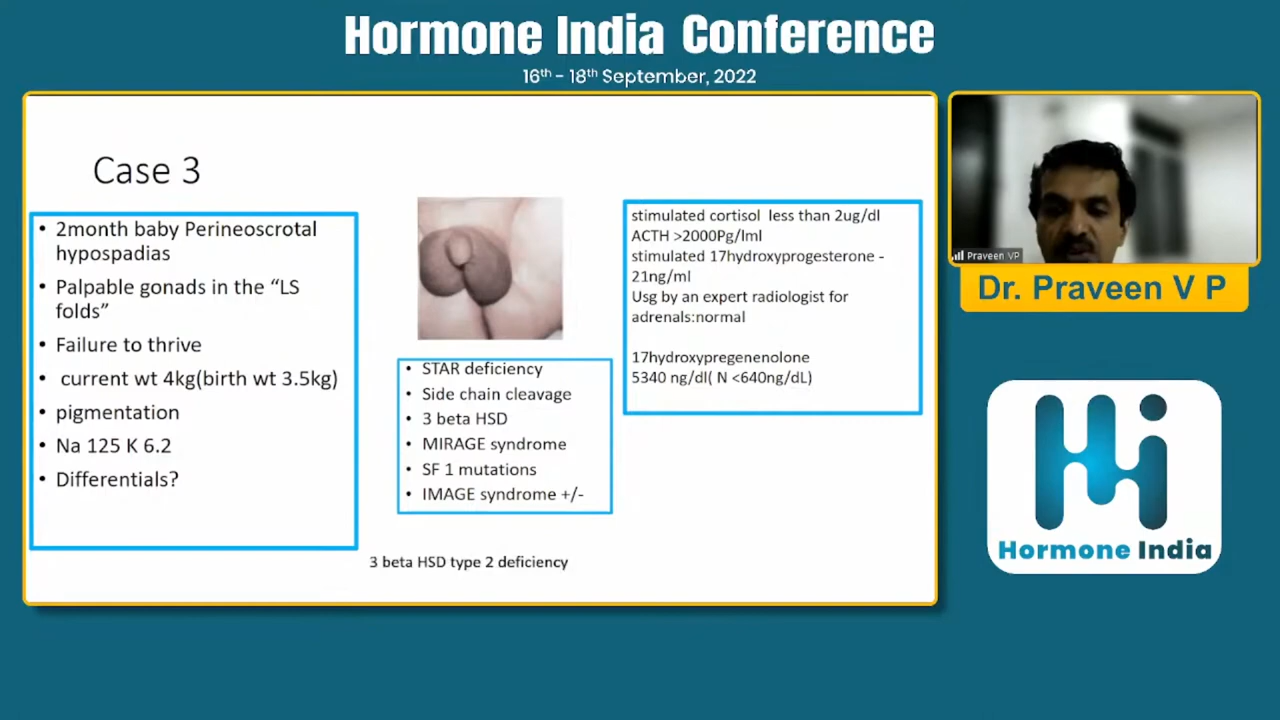 Hormone India Conference
16th - 18th September, 2022
Case 3
• 2month baby Perineoscrotal
hypospadias
• Palpable gonads in the “LS
folds”
• Failure to thrive
• current wt 4kg(birth wt 3.5kg)
• pigmentation
• Na 125 K 6.2
• Differentials?
• STAR deficiency
• Side chain cleavage
• 3 beta HSD
• MIRAGE syndrome
• SF 1 mutations
• IMAGE syndrome +/-
stimulated cortisol less than 2ug/dl
ACTH >2000Pg/lml
stimulated 17hydroxyprogesterone -
21ng/ml
Usg by an expert radiologist for
adrenals:normal
17hydroxypregenenolone
5340 ng/dl( N <640ng/dL)
3 beta HSD type 2 deficiency
Praveen VP
Dr. Praveen V P
Hi
Hormone India